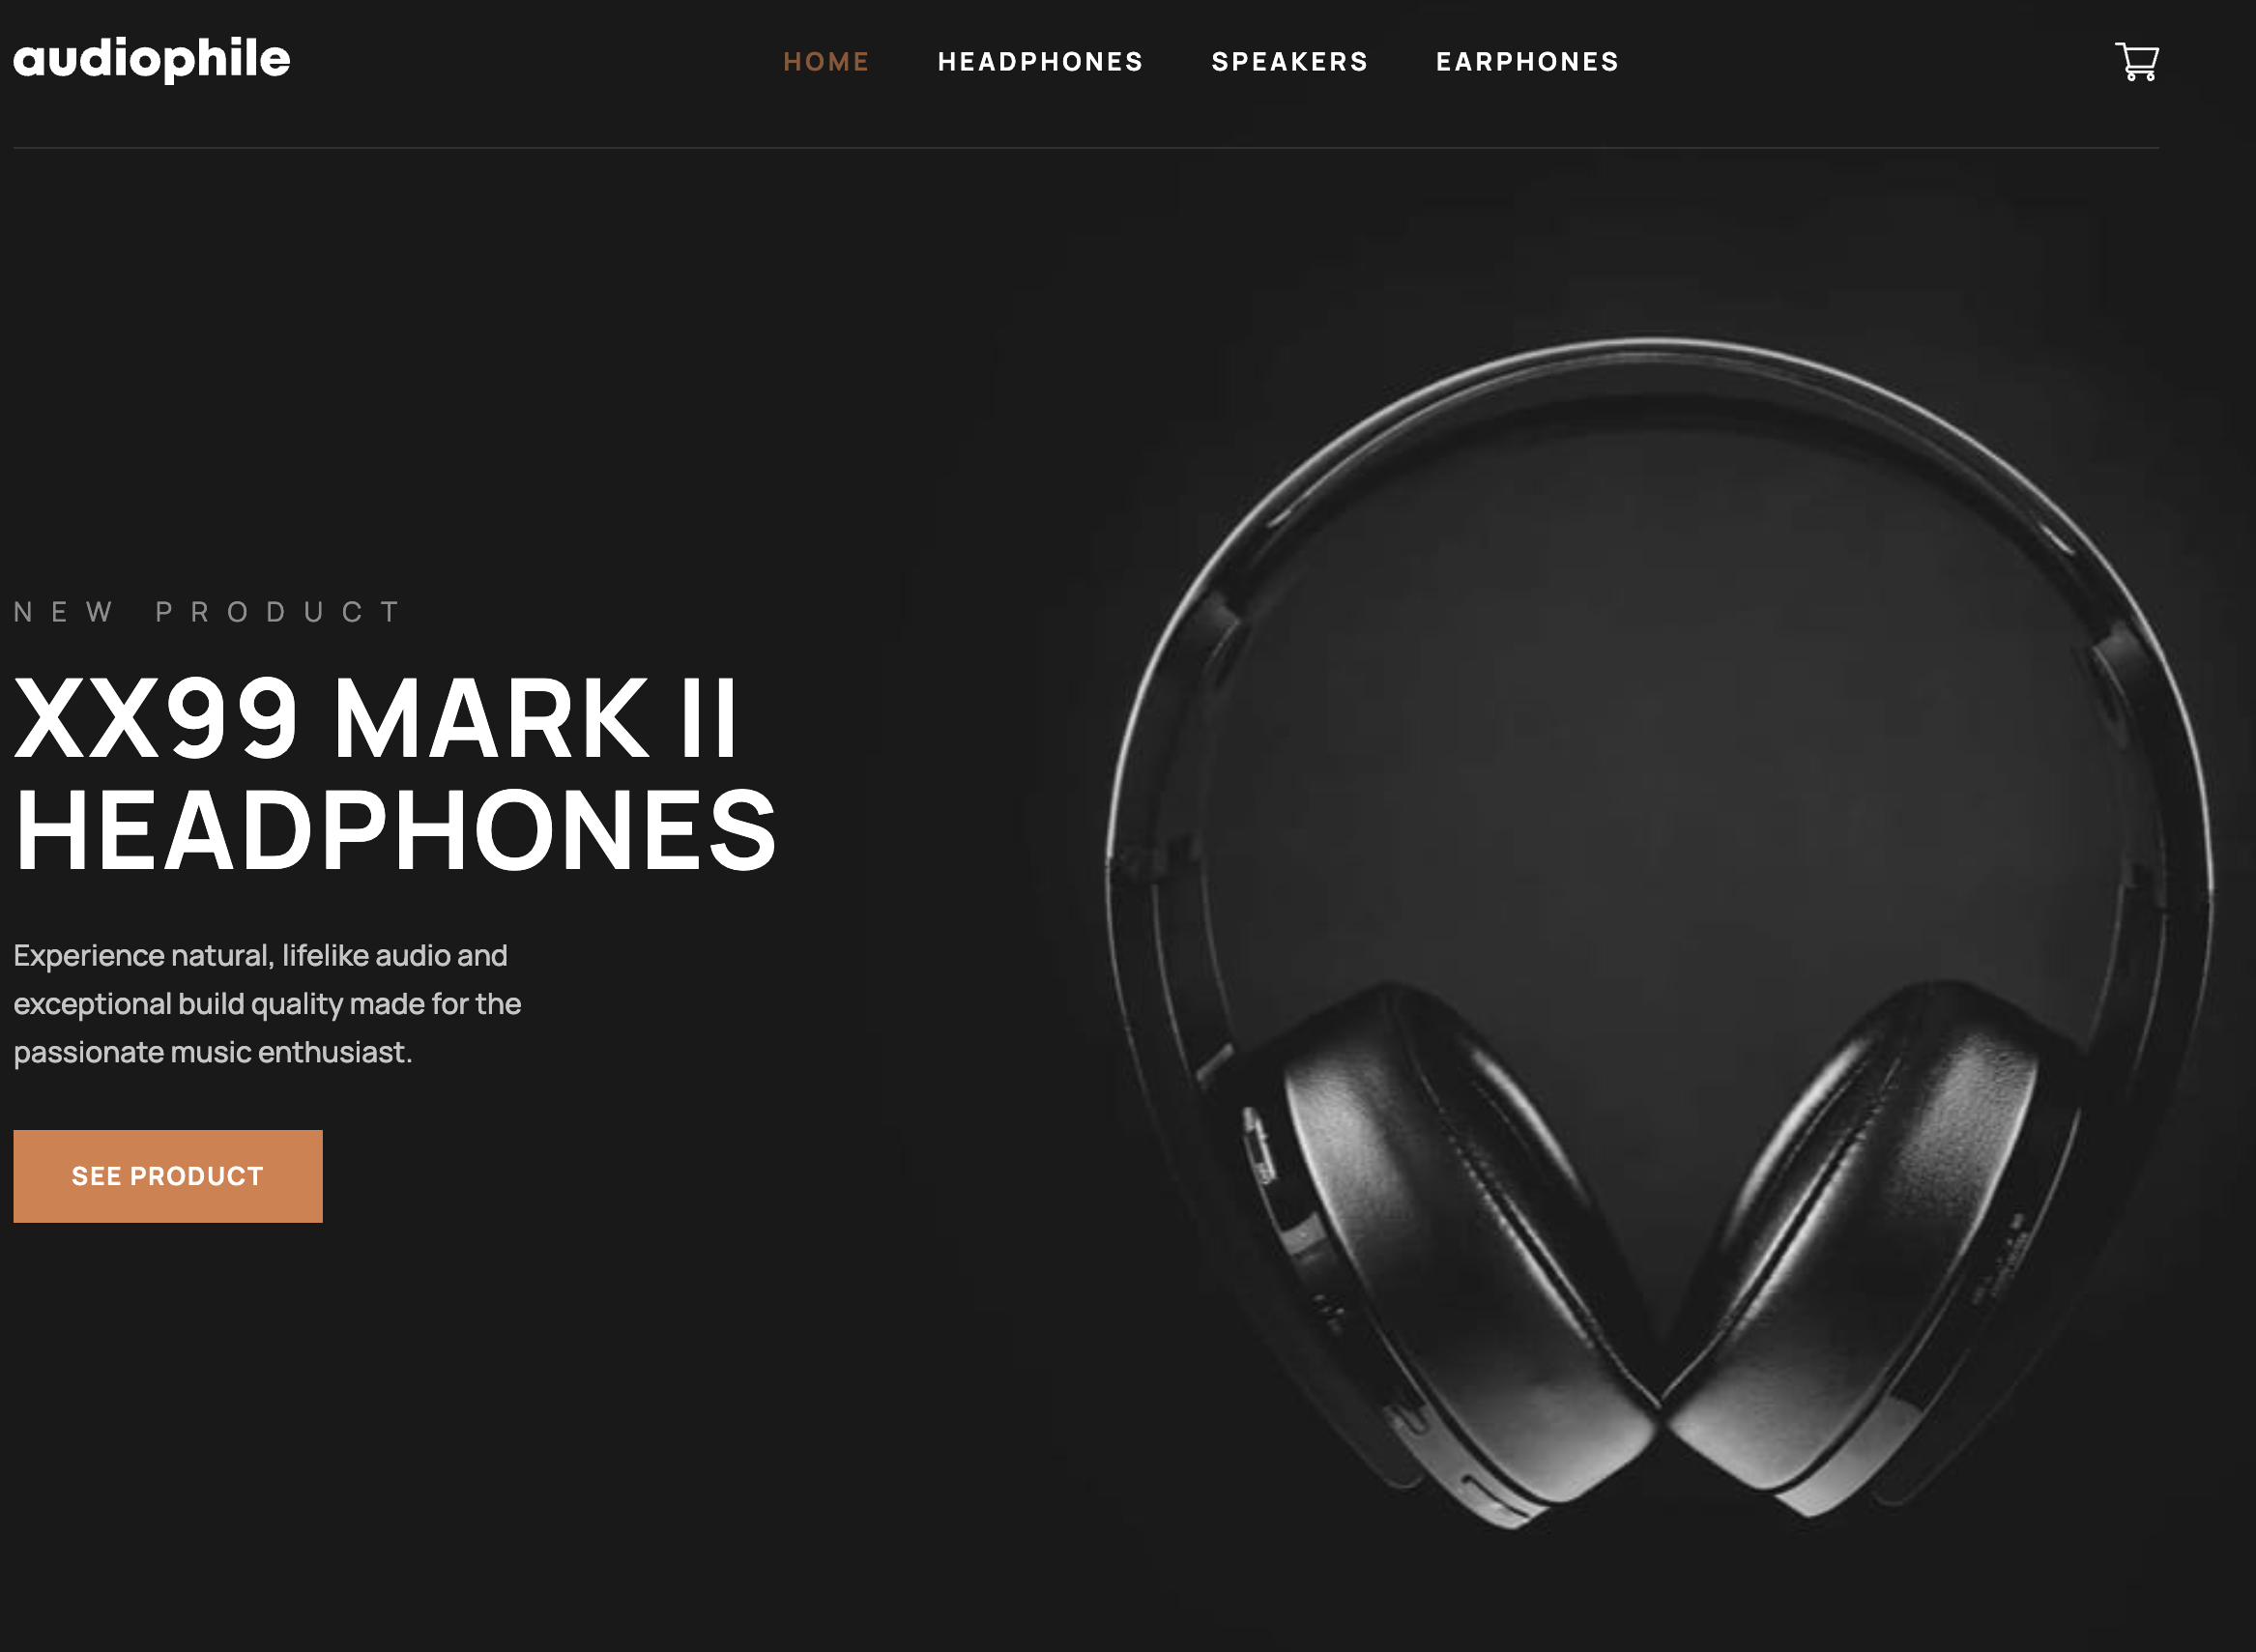 audiophile
HOME HEADPHONES SPEAKERS EARPHONES
NEW PRODUCT
XX99 MARK II
HEADPHONES
Experience natural, lifelike audio and
exceptional build quality made for the
passionate music enthusiast.
SEE PRODUCT